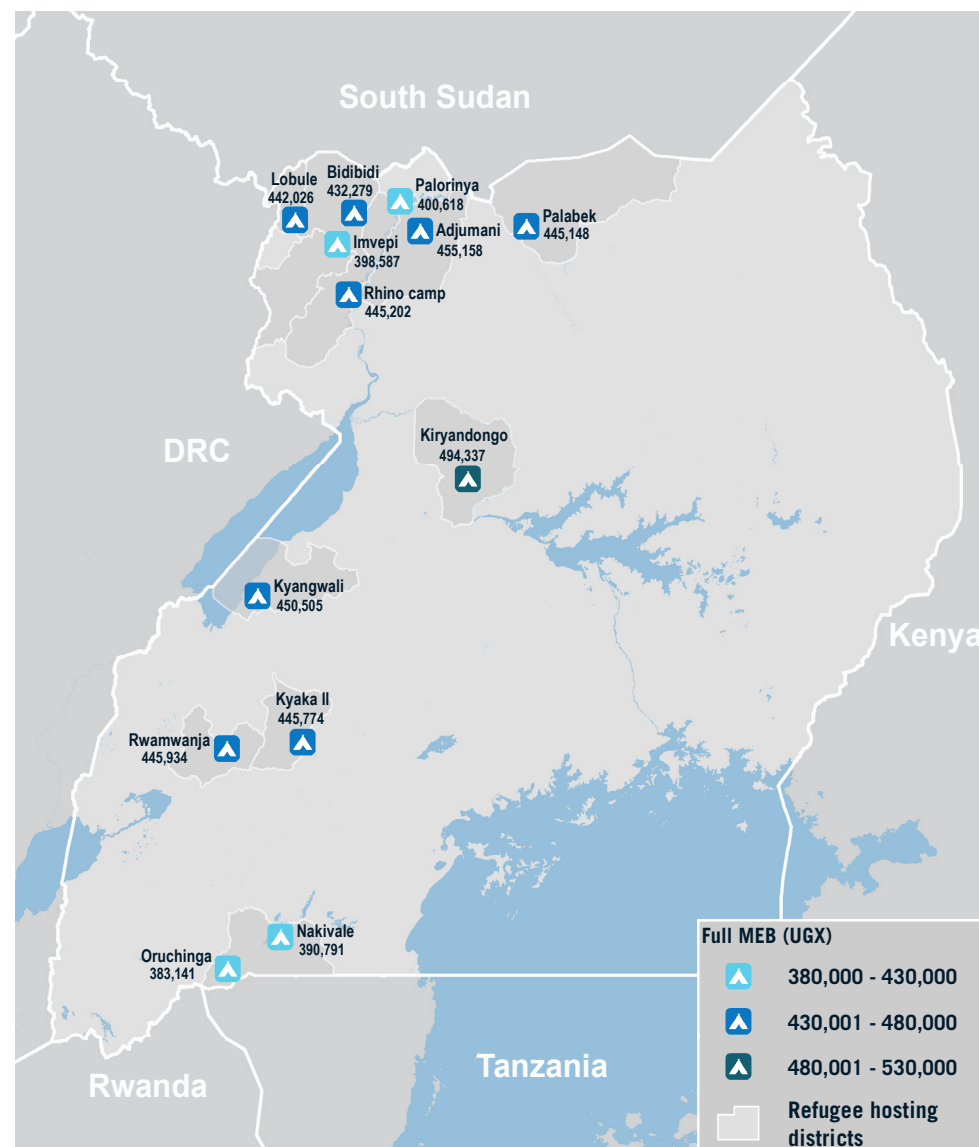 South Sudan
Lobule
442,026
Bidibidi
432,279
Palorinya
400,618
Adjumani
455,158
Palabek
445,148
Imvepi
398,587
Rhino camp
445,202
DRC
Kiryandongo
494,337
Kyangwali
450,505
Kenya
Kyaka II
445,774
Rwamwanja
445,934
Nakivale
390,791
Oruchinga
383,141
Tanzania
Rwanda
Full MEB (UGX)
380,000 - 430,000
430,001 - 480,000
480,001 - 530,000
Refugee hosting
districts